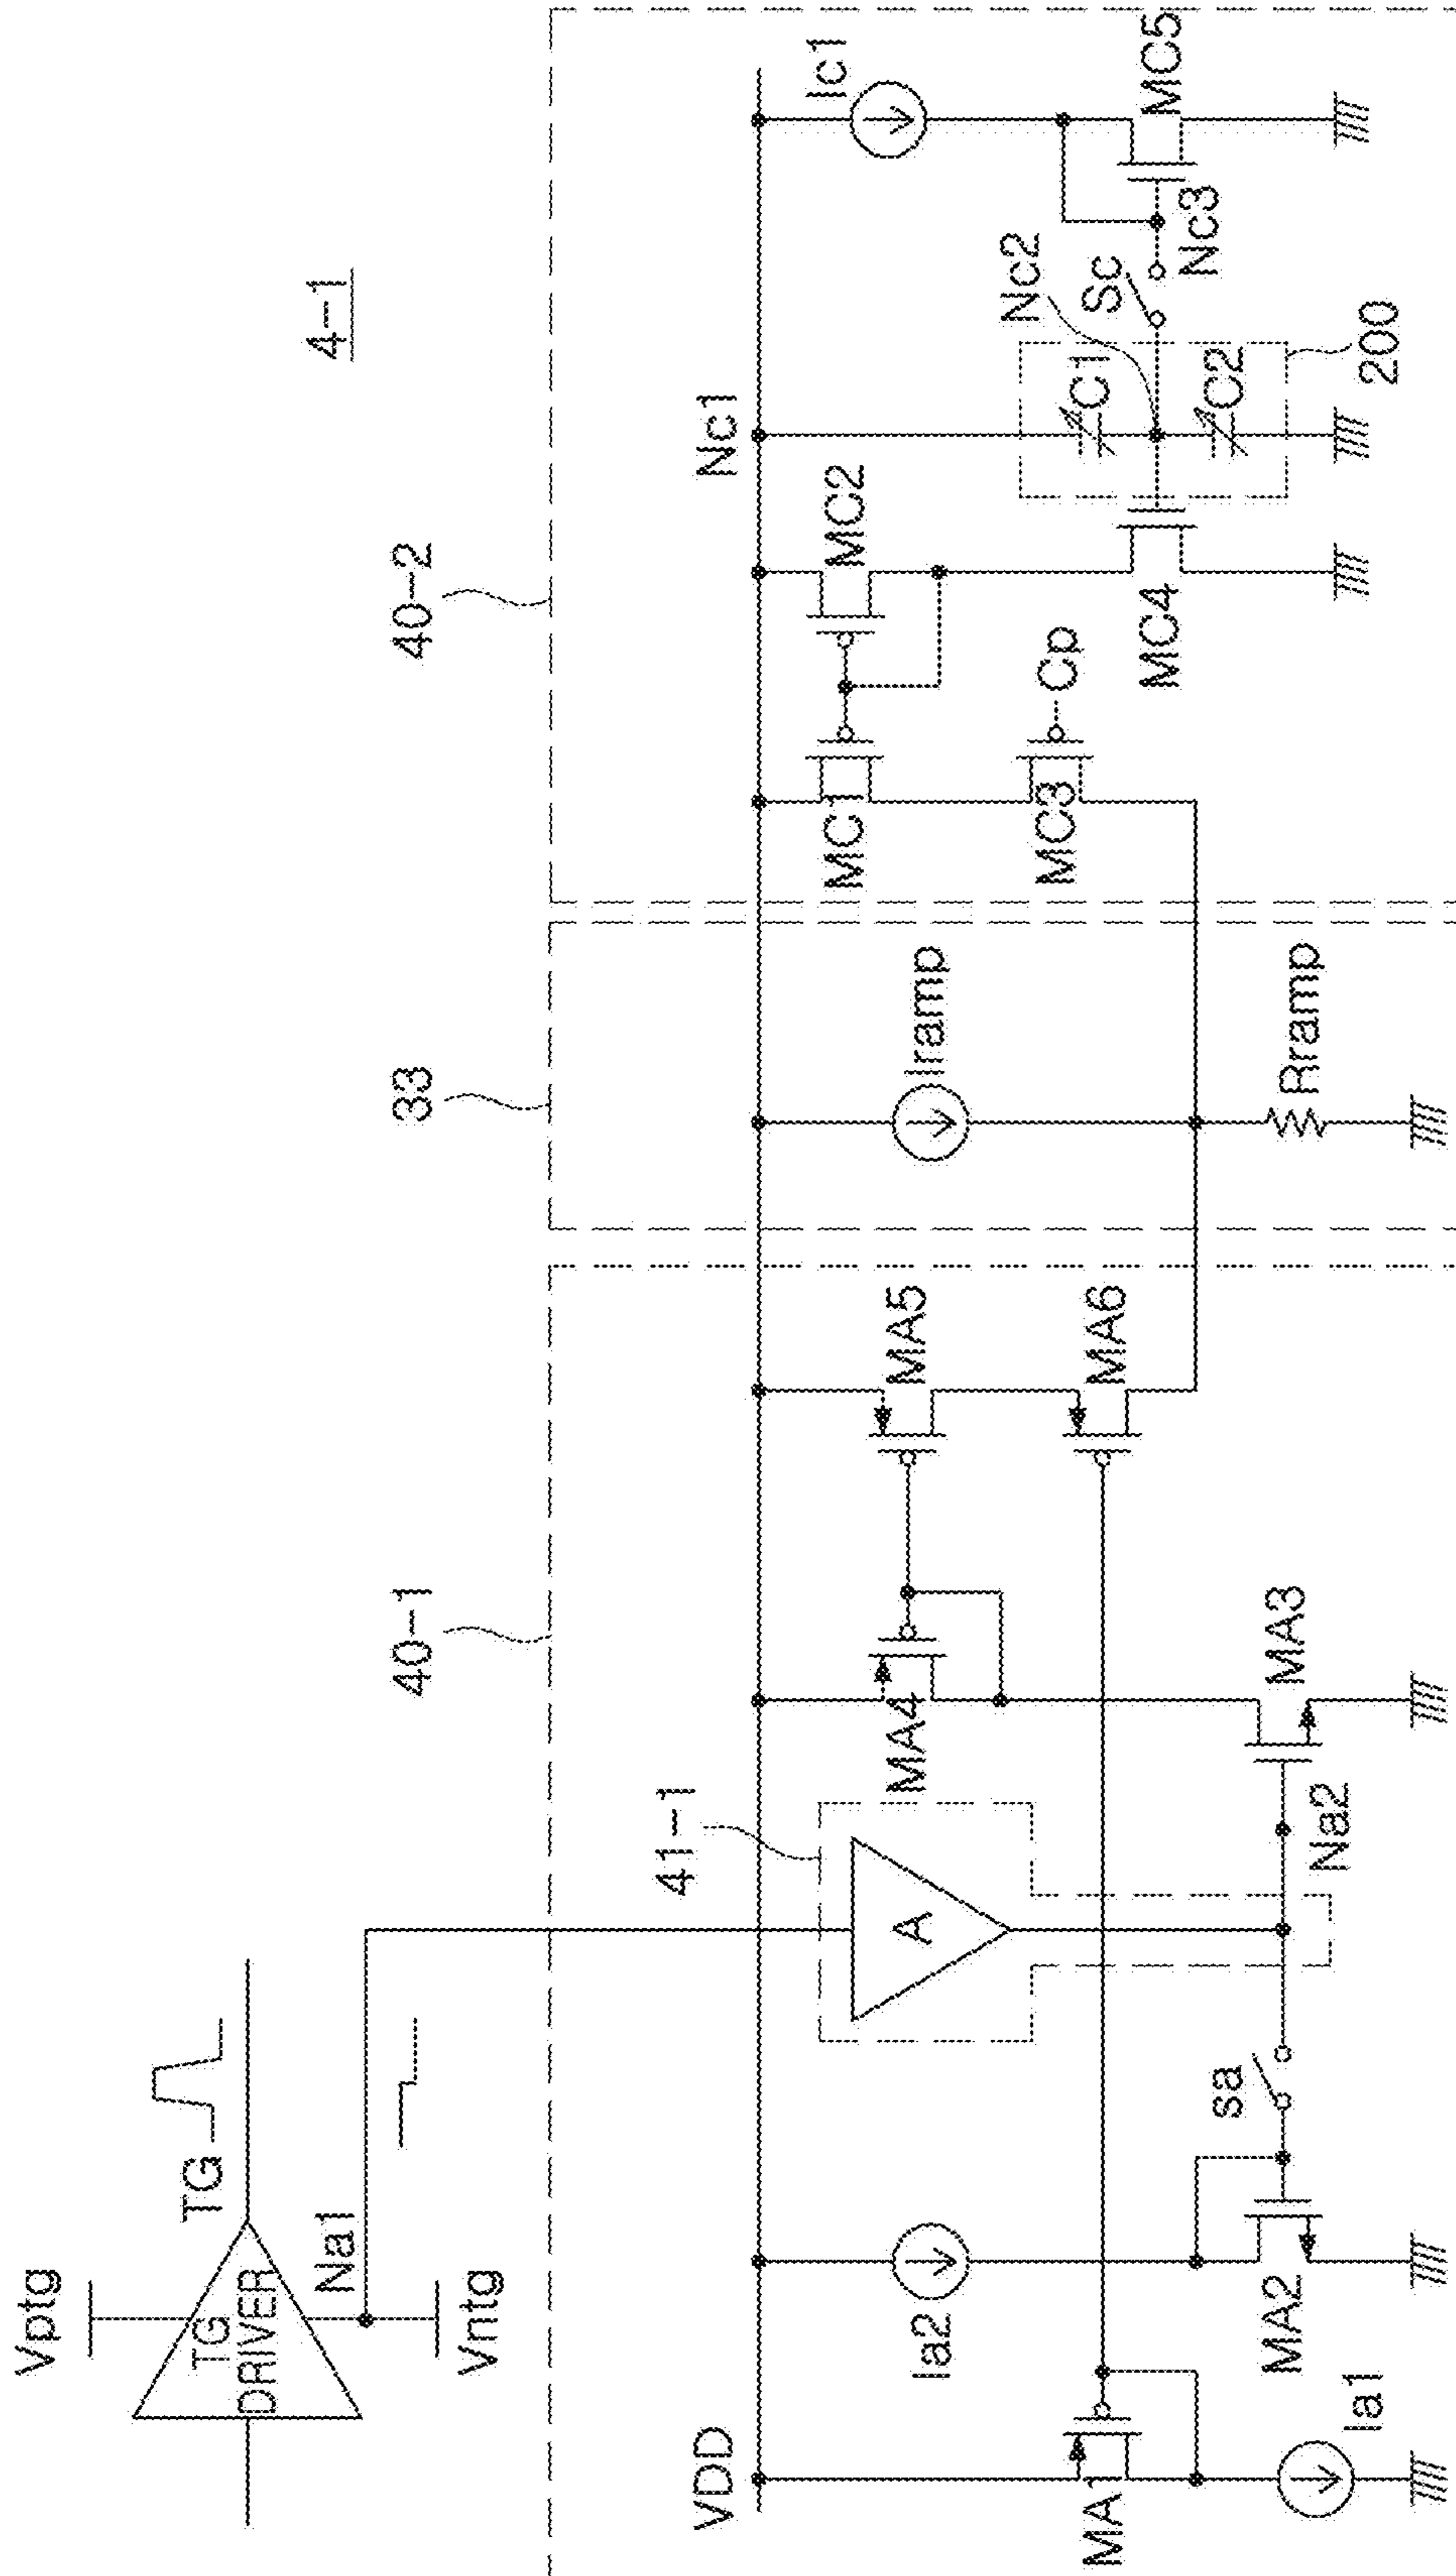 4-1
40-1
33
40-2
Vptg
TG
DRIVER
TG
Na1
Vntg
VDD
Nc1
41-1
A
MA1
Ia1
Ia2
MA2
sa
Na2
MA3
MA4
MA5
MA6
Iramp
Rramp
MC1
MC2
MC3
Cp
MC4
C1
C2
200
Nc2
Sc
Nc3
Ic1
MC5